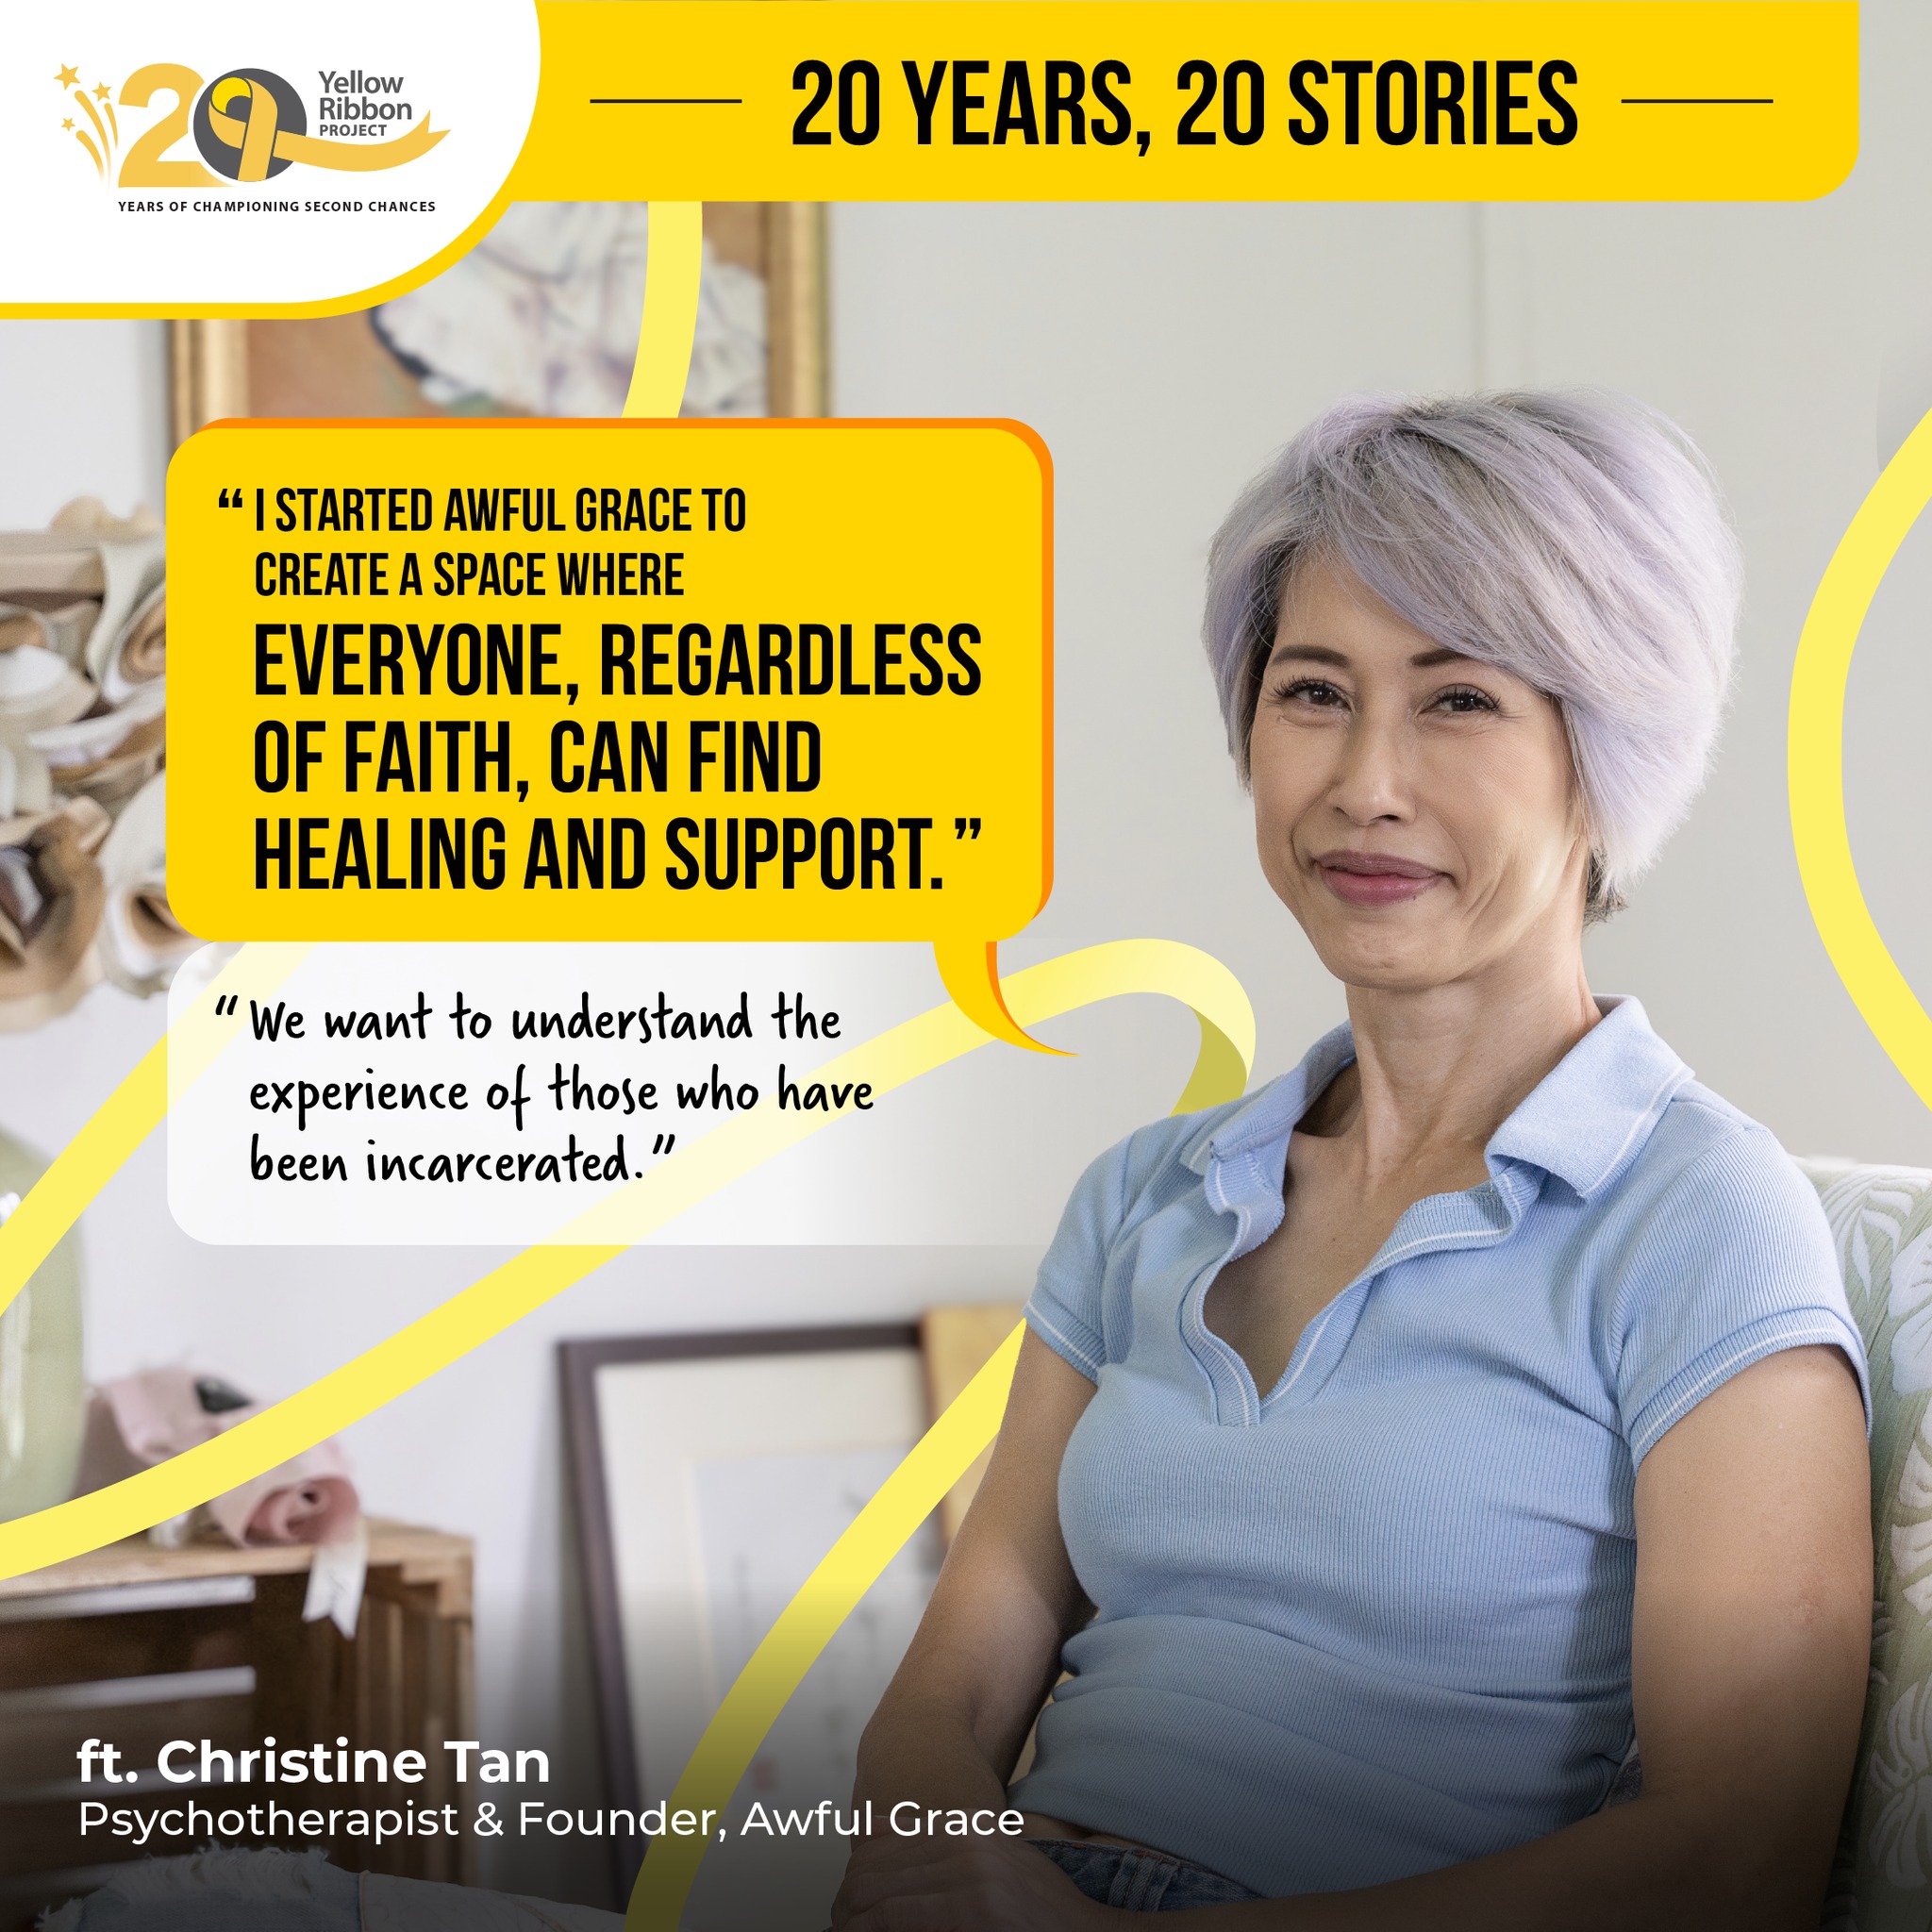 20
Yellow
Ribbon
PROJECT
YEARS OF CHAMPIONING SECOND CHANCES
20 YEARS, 20 STORIES
“ I STARTED AWFUL GRACE TO
CREATE A SPACE WHERE
EVERYONE, REGARDLESS
OF FAITH, CAN FIND
HEALING AND SUPPORT. ”
“ We want to understand the
experience of those who have
been incarcerated. ”
ft. Christine Tan
Psychotherapist & Founder, Awful Grace